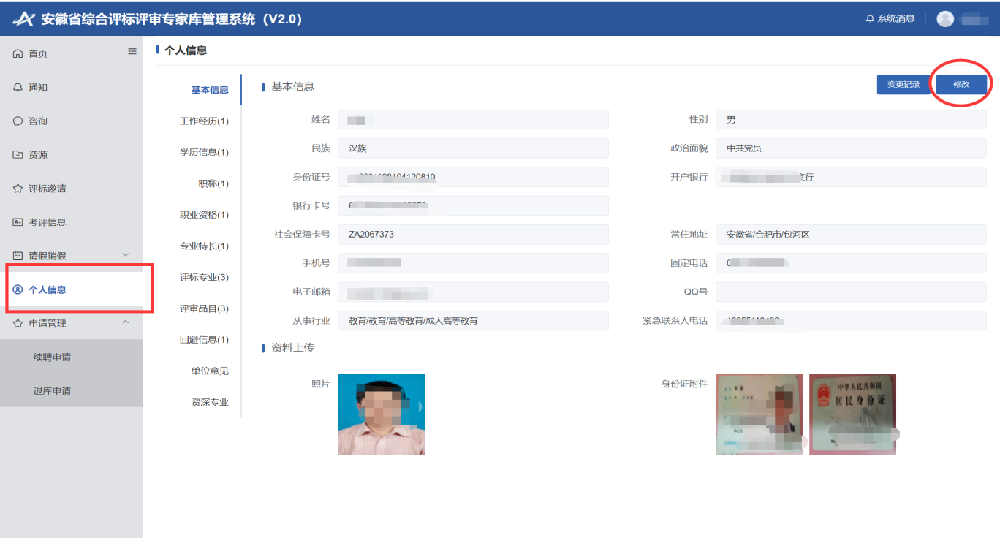 安徽省综合评标评审专家库管理系统（V2.0）
系统消息
首页
通知
咨询
资源
评标邀请
考评信息
请假销假
个人信息
申请管理
续聘申请
退库申请
个人信息
基本信息
工作经历(1)
学历信息(1)
职称(1)
职业资格(1)
专业特长(1)
评标专业(3)
评审品目(3)
回避信息(1)
单位意见
资深专业
基本信息
变更记录
修改
姓名
性别 男
民族 汉族
政治面貌 中共党员
身份证号
开户银行 支行
银行卡号
社会保障卡号 ZA2067373
常住地址 安徽省/合肥市/包河区
手机号
固定电话
电子邮箱
QQ号
从事行业 教育/教育/高等教育/成人高等教育
紧急联系人电话
资料上传
照片
身份证附件
中华人民共和国
居民身份证